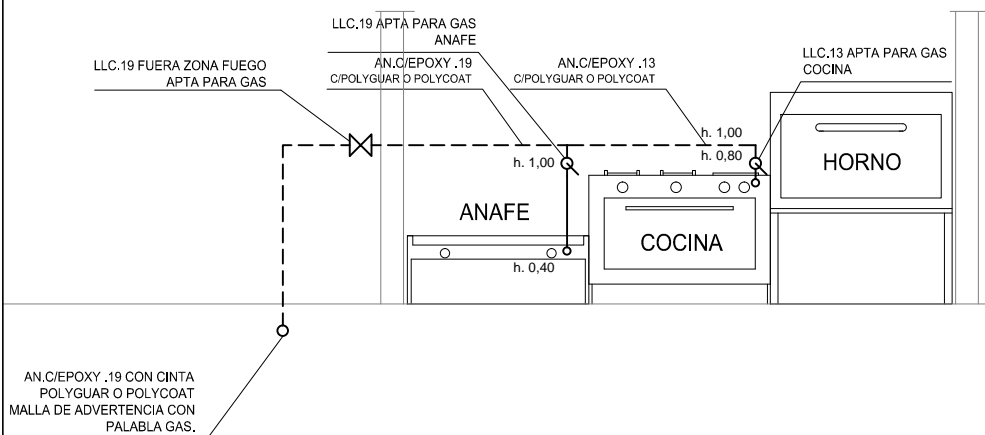 LLC.19 APTA PARA GAS
ANAFE
LLC.19 FUERA ZONA FUEGO
APTA PARA GAS
AN.C/EPOXY .19
C/POLYGUAR O POLYCOAT
AN.C/EPOXY .13
C/POLYGUAR O POLYCOAT
LLC.13 APTA PARA GAS
COCINA
h. 1,00
h. 1,00
h. 0,80
HORNO
ANAFE
COCINA
h. 0,40
AN.C/EPOXY .19 CON CINTA
POLYGUAR O POLYCOAT
MALLA DE ADVERTENCIA CON
PALABLA GAS.